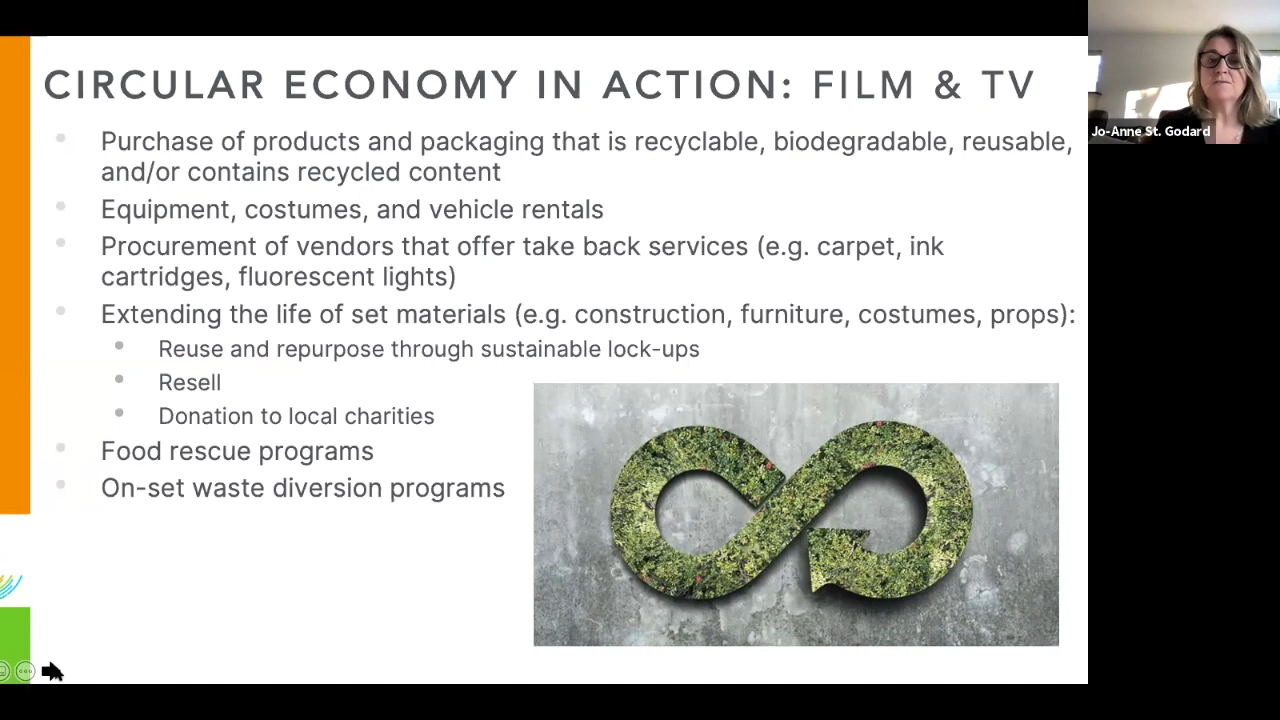 CIRCULAR ECONOMY IN ACTION: FILM & TV
Purchase of products and packaging that is recyclable, biodegradable, reusable,
and/or contains recycled content
Equipment, costumes, and vehicle rentals
Procurement of vendors that offer take back services (e.g. carpet, ink
cartridges, fluorescent lights)
Extending the life of set materials (e.g. construction, furniture, costumes, props):
Reuse and repurpose through sustainable lock-ups
Resell
Donation to local charities
Food rescue programs
On-set waste diversion programs
Jo-Anne St. Godard